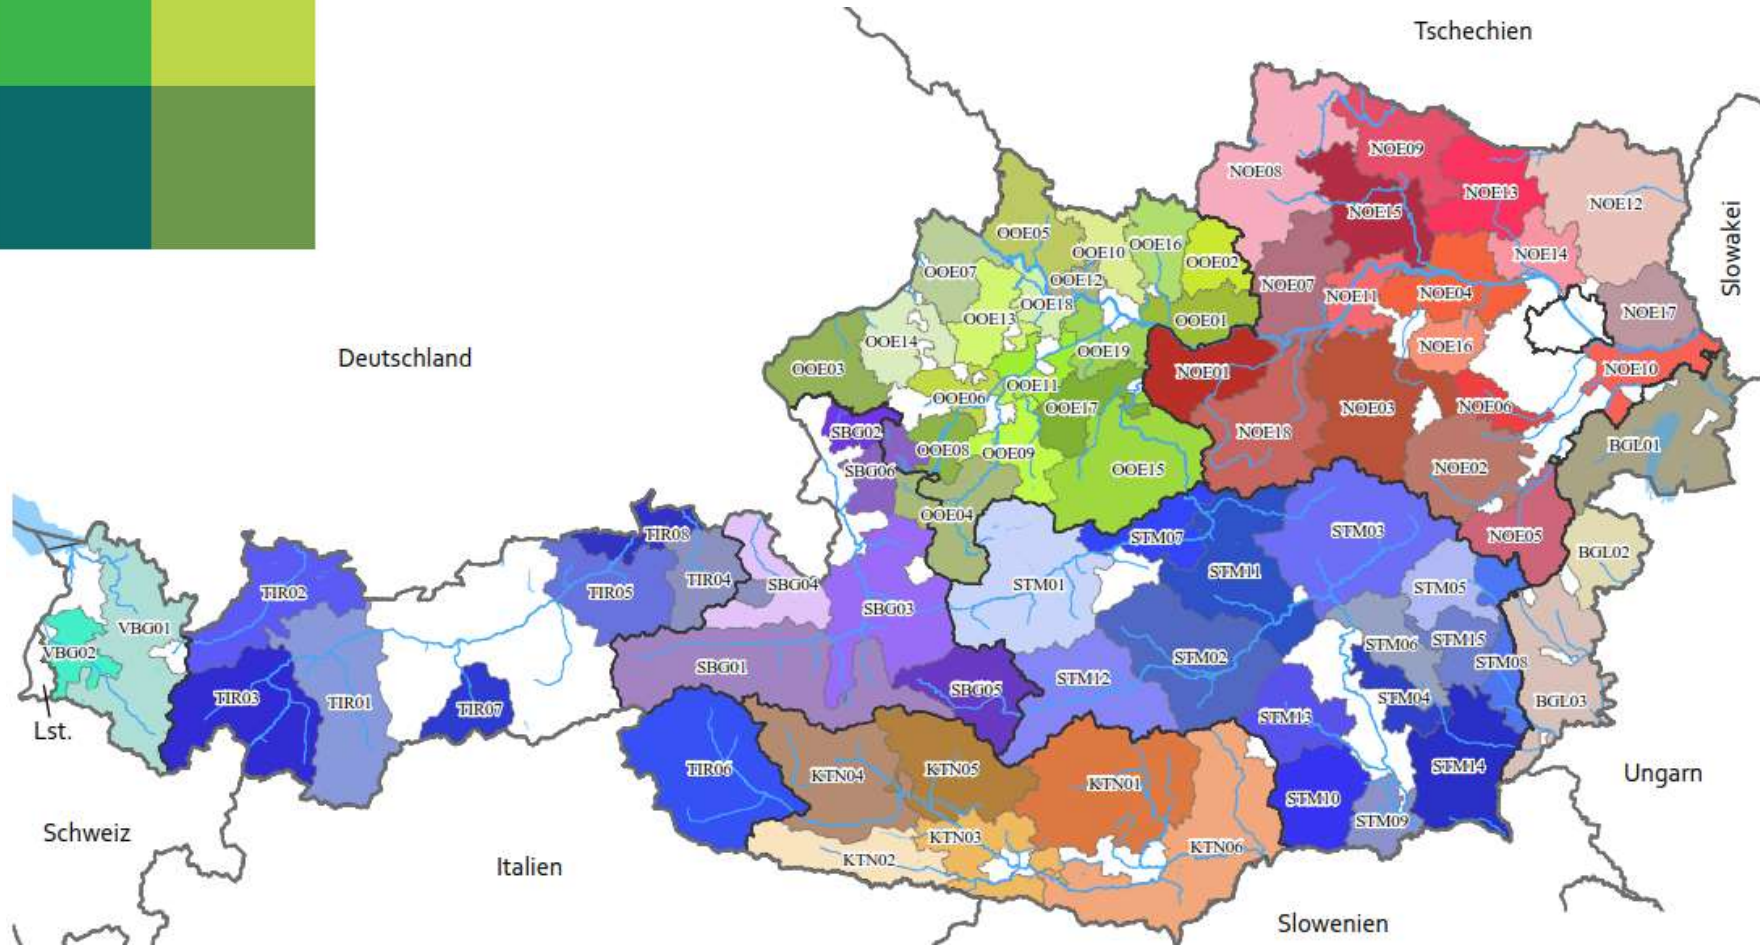 Tschechien
NOE09
NOE08
NOE13
NOE12
NOE15
OOE05
OOE10
OOE16
OOE02
NOE14
Slowakei
OOE07
OOE12
NOE07
NOE11
NOE04
OOE18
OOE13
OOE01
NOE17
OOE14
OOE19
NOE16
Deutschland
OOE03
NOE01
NOE10
OOE11
OOE06
OOE17
NOE03
NOE06
SBG02
NOE18
OOE08
OOE09
BGL01
SBG06
OOE15
NOE02
OOE04
STM03
TIR08
STM07
NOE05
BGL02
TIR02
TIR05
TIR04
SBG04
STM01
STM11
STM05
SBG03
VBG01
VBG02
STM06
STM15
STM02
STM08
SBG01
STM12
SBG05
TIR03
TIR01
TIR07
STM04
BGL03
STM13
Lst.
TIR06
KTN04
KTN05
KTN01
STM14
Ungarn
STM10
STM09
Schweiz
KTN03
KTN06
KTN02
Italien
Slowenien